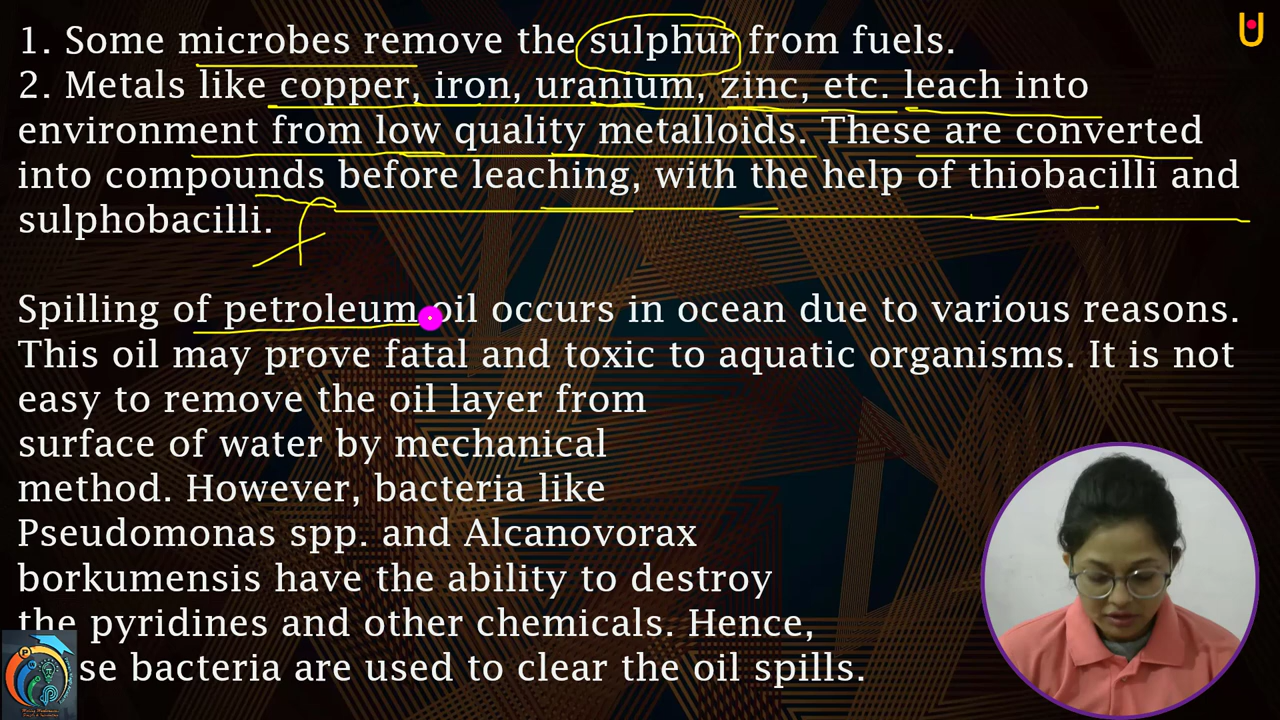 1. Some microbes remove the sulphur from fuels.
2. Metals like copper, iron, uranium, zinc, etc. leach into
environment from low quality metalloids. These are converted
into compounds before leaching, with the help of thiobacilli and
sulphobacilli.
Spilling of petroleum oil occurs in ocean due to various reasons.
This oil may prove fatal and toxic to aquatic organisms. It is not
easy to remove the oil layer from
surface of water by mechanical
method. However, bacteria like
Pseudomonas spp. and Alcanovorax
borkumensis have the ability to destroy
the pyridines and other chemicals. Hence,
se bacteria are used to clear the oil spills.